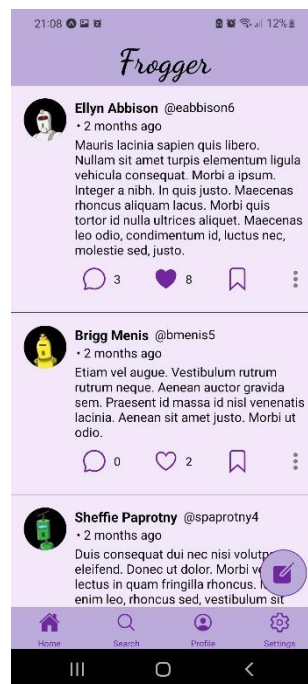 21:08 12%
Frogger
Ellyn Abbison @eabbison6
• 2 months ago
Mauris lacinia sapien quis libero.
Nullam sit amet turpis elementum ligula
vehicula consequat. Morbi a ipsum.
Integer a nibh. In quis justo. Maecenas
rhoncus aliquam lacus. Morbi quis
tortor id nulla ultrices aliquet. Maecenas
leo odio, condimentum id, luctus nec,
molestie sed, justo.
3 8
Brigg Menis @bmenis5
• 2 months ago
Etiam vel augue. Vestibulum rutrum
rutrum neque. Aenean auctor gravida
sem. Praesent id massa id nisl venenatis
lacinia. Aenean sit amet justo. Morbi ut
odio.
0 2
Sheffie Paprotny @spaprotny4
• 2 months ago
Duis consequat dui nec nisi
eleifend. Donec ut dolor. Morbi
lectus in quam fringilla rhoncus.
enim leo, rhoncus sed, vestibulum sit
Home Search Profile Settings